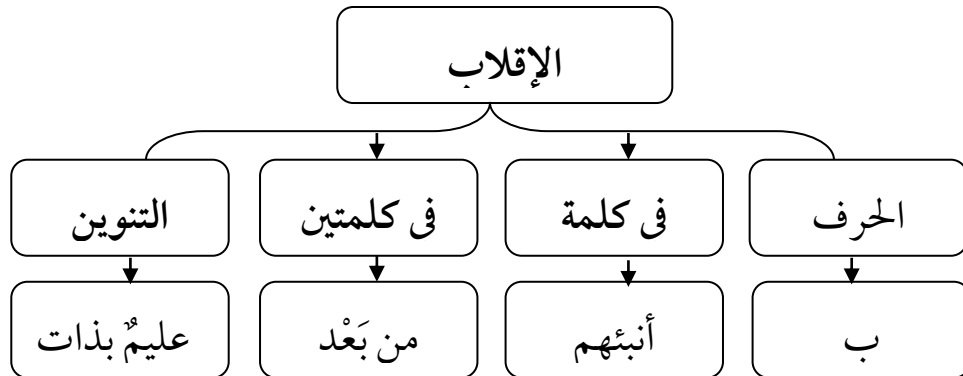 الإقلاب
الحرف
فى كلمة
فى كلمتين
التنوين
ب
أنبئهم
من بَعْد
عليمٌ بذات